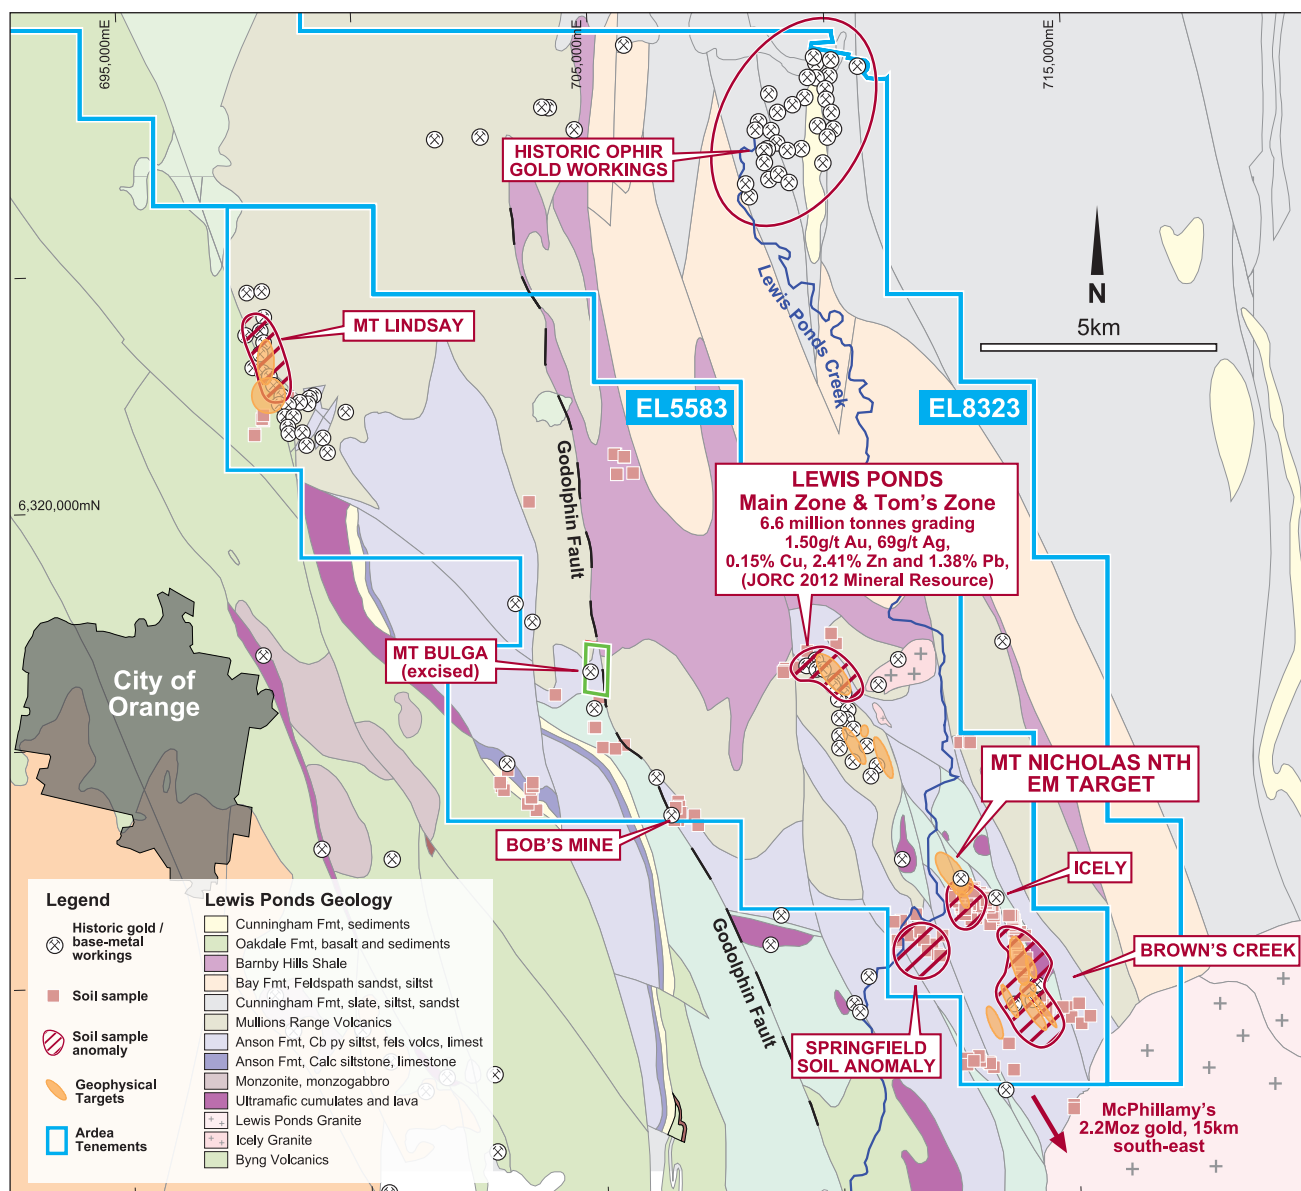 695,000mE
705,000mE
715,000mE
HISTORIC OPHIR
GOLD WORKINGS
N
5km
Lewis Ponds Creek
MT LINDSAY
EL5583
EL8323
Godolphin Fault
6,320,000mN
LEWIS PONDS
Main Zone & Tom's Zone
6.6 million tonnes grading
1.50g/t Au, 69g/t Ag,
0.15% Cu, 2.41% Zn and 1.38% Pb,
(JORC 2012 Mineral Resource)
City of
Orange
MT BULGA
(excised)
MT NICHOLAS NTH
EM TARGET
BOB'S MINE
ICELY
BROWN'S CREEK
Godolphin Fault
SPRINGFIELD
SOIL ANOMALY
McPhillamy's
2.2Moz gold, 15km
south-east
Legend
Historic gold /
base-metal
workings
Soil sample
Soil sample
anomaly
Geophysical
Targets
Ardea
Tenements
Lewis Ponds Geology
Cunningham Fmt, sediments
Oakdale Fmt, basalt and sediments
Barnby Hills Shale
Bay Fmt, Feldspath sandst, siltst
Cunningham Fmt, slate, siltst, sandst
Mullions Range Volcanics
Anson Fmt, Cb py siltst, fels volcs, limest
Anson Fmt, Calc siltstone, limestone
Monzonite, monzogabbro
Ultramafic cumulates and lava
Lewis Ponds Granite
Icely Granite
Byng Volcanics